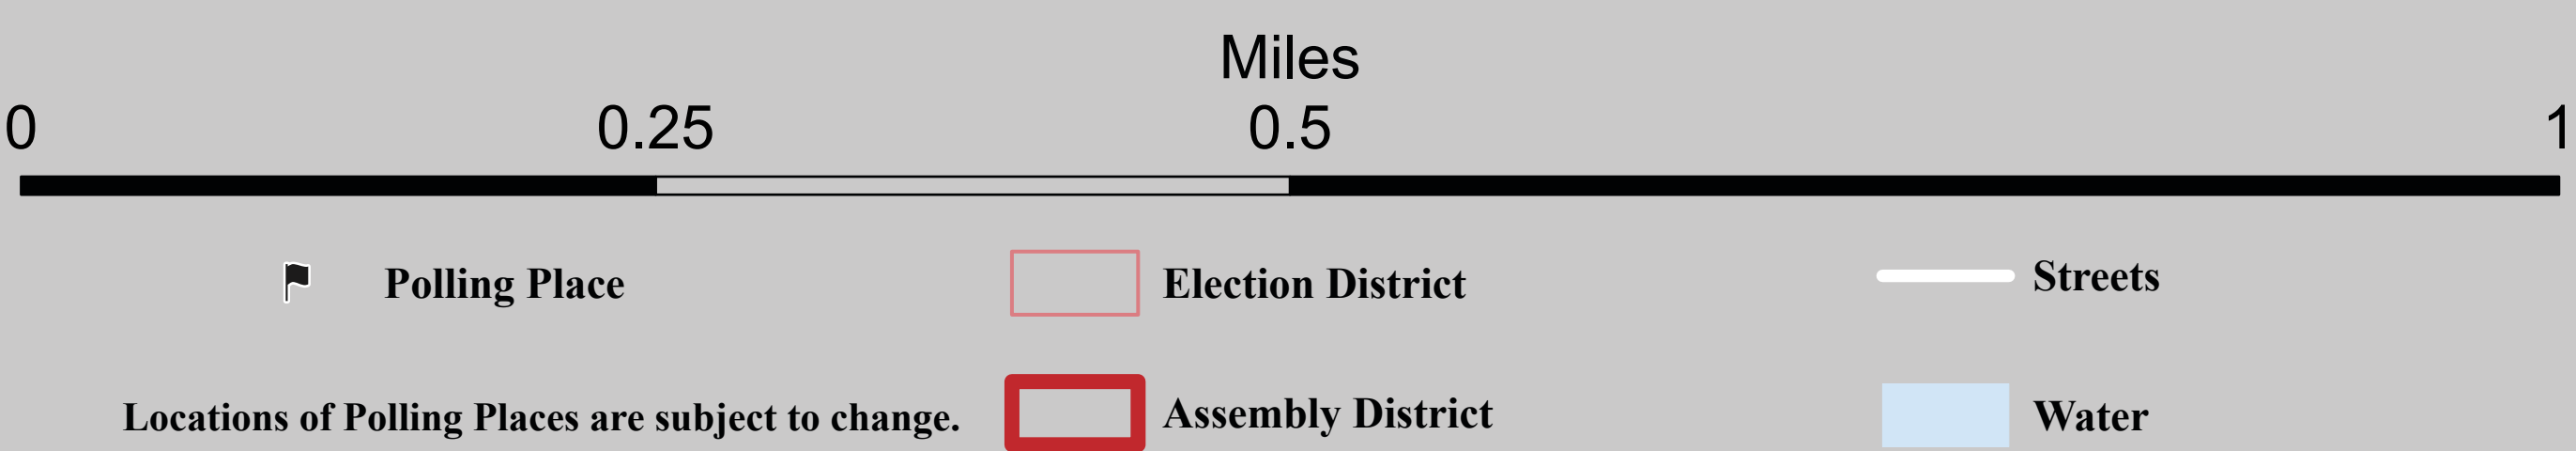 Miles
0 0.25 0.5 1
Polling Place Election District Streets
Locations of Polling Places are subject to change. Assembly District Water